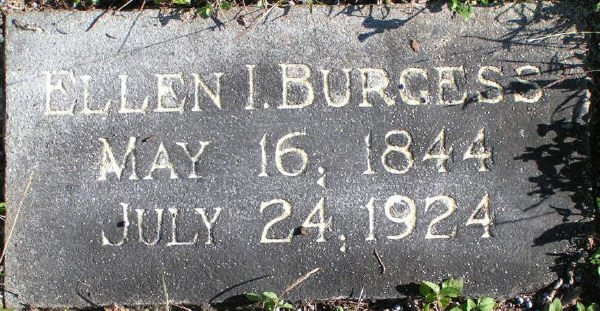 ELLEN I. BURGESS
MAY 16, 1844
JULY 24, 1924